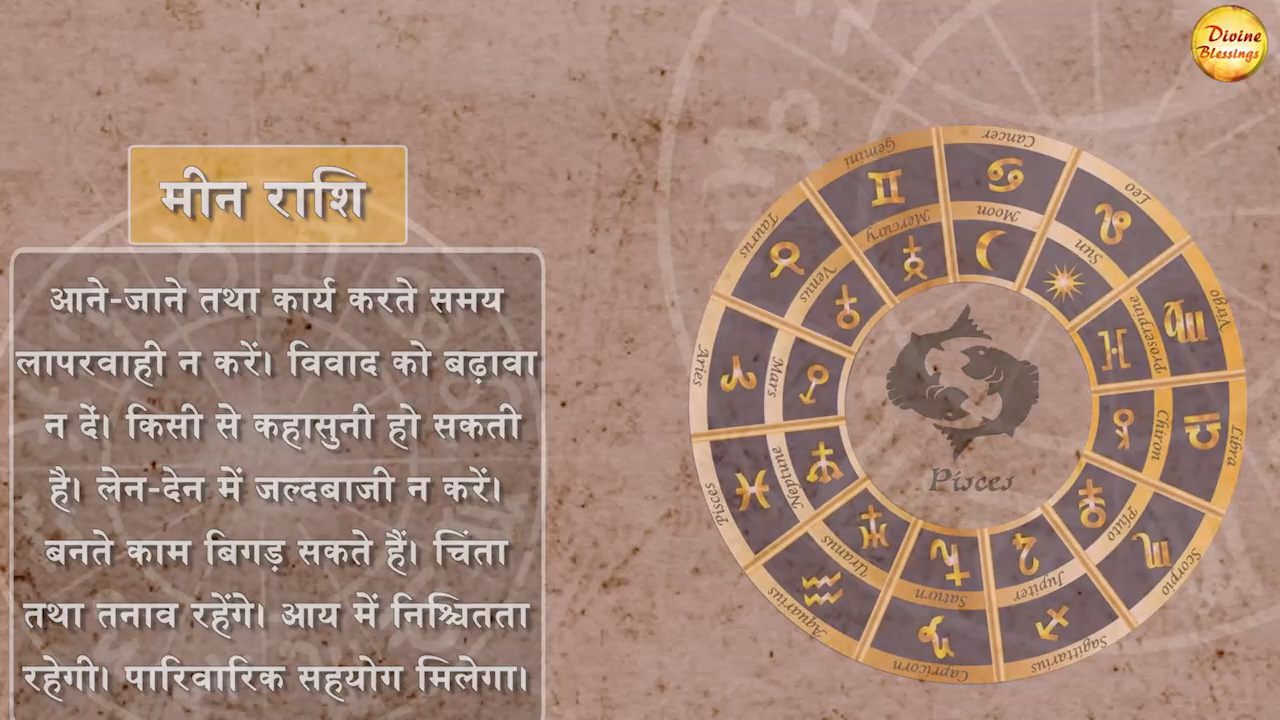 Divine
Blessings
मीन राशि
आने-जाने तथा कार्य करते समय
लापरवाही न करें। विवाद को बढ़ावा
न दें। किसी से कहासुनी हो सकती
है। लेन-देन में जल्दबाजी न करें।
बनते काम बिगड़ सकते हैं। चिंता
तथा तनाव रहेंगे। आय में निश्चितता
रहेगी। पारिवारिक सहयोग मिलेगा।
Cancer
Leo
Virgo
Libra
Scorpio
Sagittarius
Capricorn
Aquarius
Pisces
Aries
Taurus
Gemini
Moon
Sun
Proserpine
Chiron
Pluto
Jupiter
Saturn
Uranus
Neptune
Mars
Venus
Mercury
Pisces